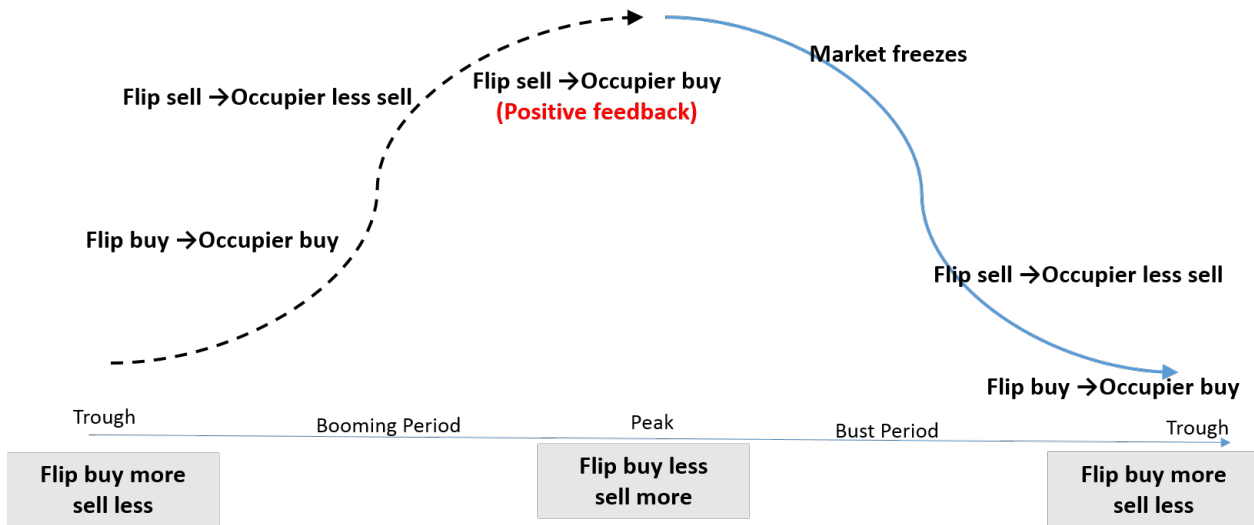 Market freezes
Flip sell →Occupier less sell
Flip sell →Occupier buy
(Positive feedback)
Flip buy →Occupier buy
Flip sell →Occupier less sell
Flip buy →Occupier buy
Trough
Booming Period
Peak
Bust Period
Trough
Flip buy more
sell less
Flip buy less
sell more
Flip buy more
sell less